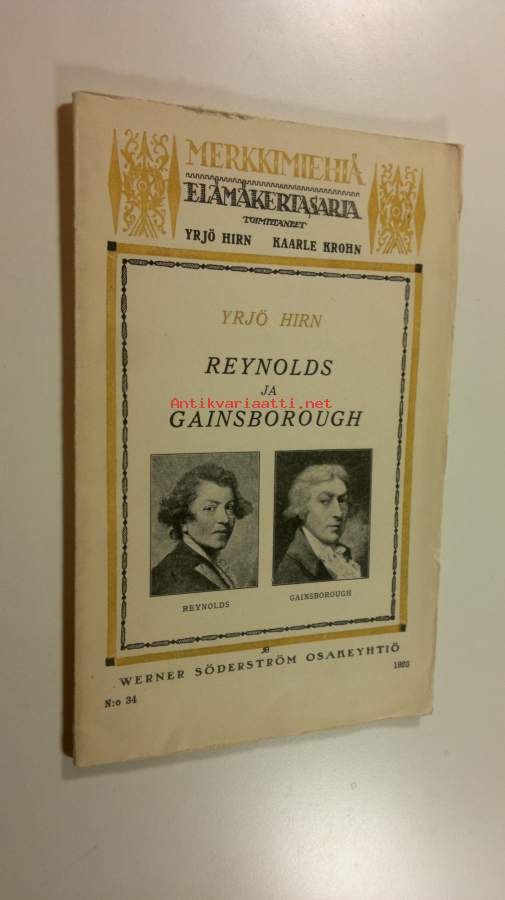 MERKKIMIEHIÄ
ELÄMÄKERTASARJA
TOIMITTANEET
YRJÖ HIRN KAARLE KROHN
YRJÖ HIRN
REYNOLDS
JA
Antikvariaatti.net
GAINSBOROUGH
REYNOLDS
GAINSBOROUGH
WERNER SÖDERSTRÖM OSAKEYHTIÖ
N:o 34